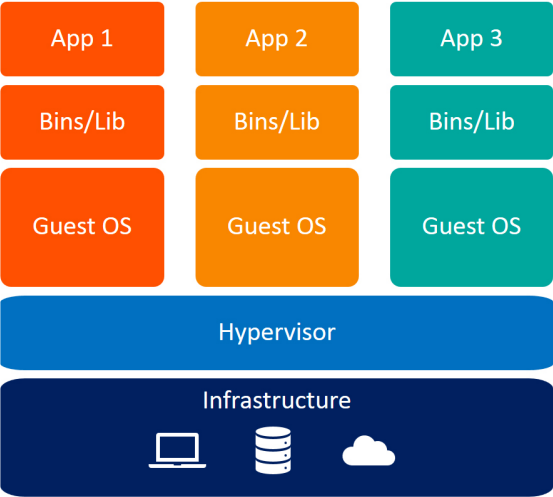 App 1
App 2
App 3
Bins/Lib
Bins/Lib
Bins/Lib
Guest OS
Guest OS
Guest OS
Hypervisor
Infrastructure